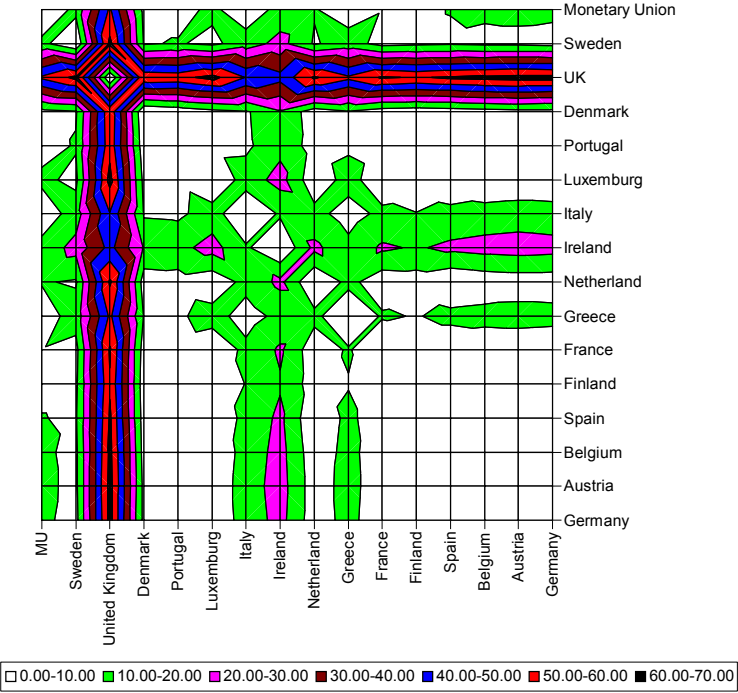 Monetary Union
Sweden
UK
Denmark
Portugal
Luxemburg
Italy
Ireland
Netherland
Greece
France
Finland
Spain
Belgium
Austria
Germany
MU
Sweden
United Kingdom
Denmark
Portugal
Luxemburg
Italy
Ireland
Netherland
Greece
France
Finland
Spain
Belgium
Austria
Germany
0.00-10.00 10.00-20.00 20.00-30.00 30.00-40.00 40.00-50.00 50.00-60.00 60.00-70.00